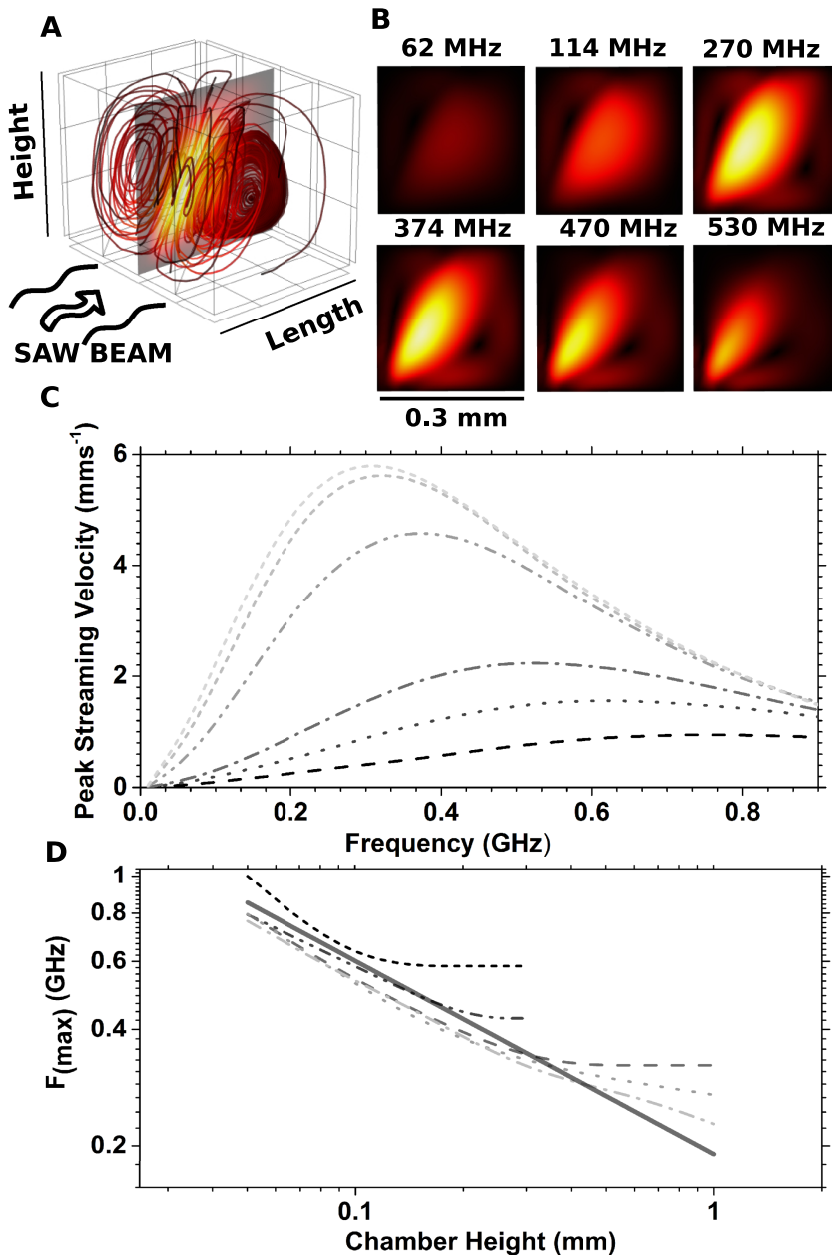 A
Height
Length
SAW BEAM
B
62 MHz
114 MHz
270 MHz
374 MHz
470 MHz
530 MHz
0.3 mm
C
Peak Streaming Velocity (mms⁻¹)
6
4
2
0
0.0
0.2
0.4
0.6
0.8
Frequency (GHz)
D
F(max) (GHz)
1
0.8
0.6
0.4
0.2
0.1
1
Chamber Height (mm)